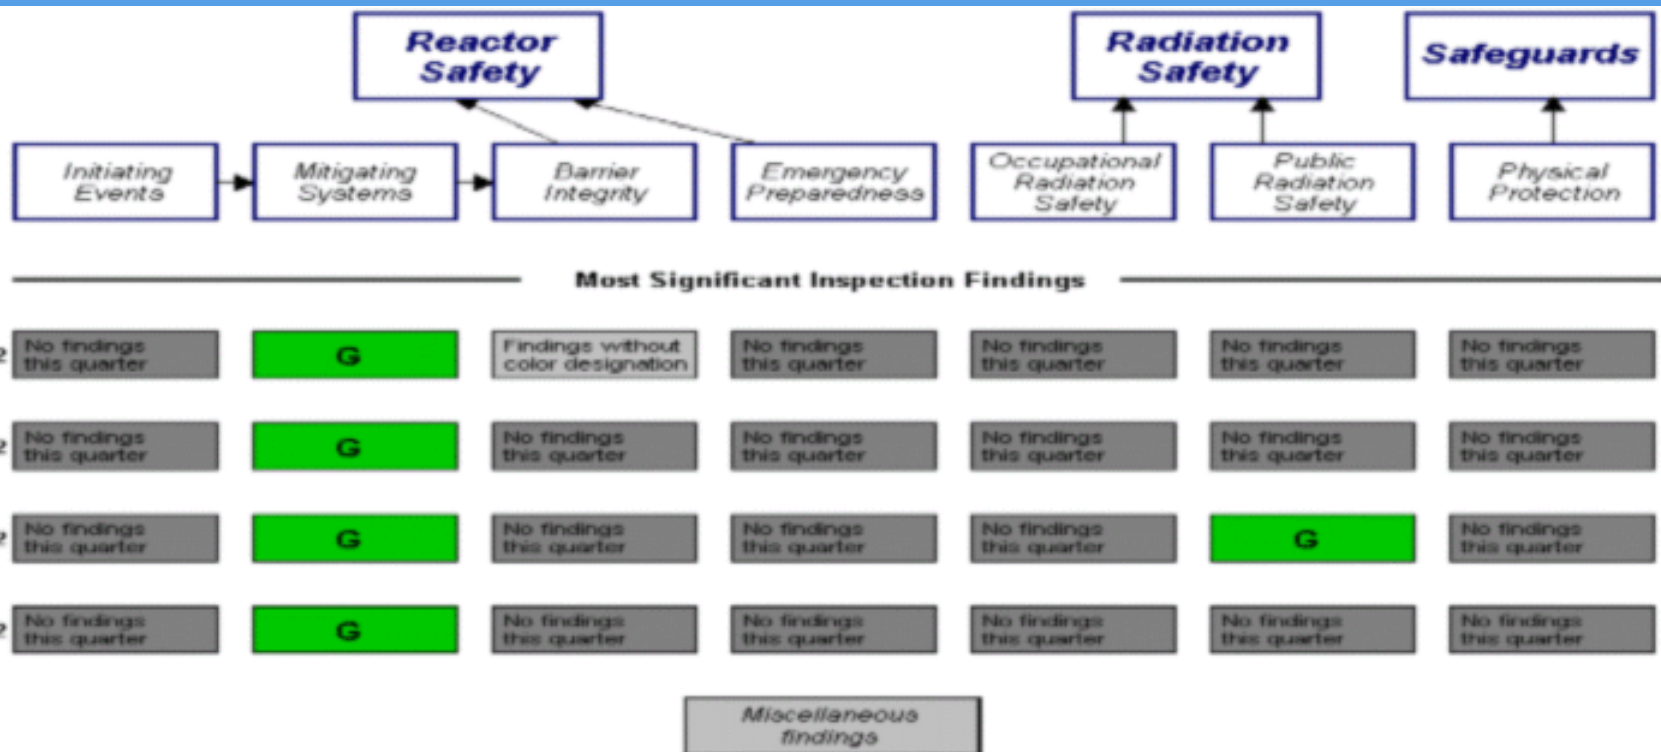 Reactor
Safety
Radiation
Safety
Safeguards
Initiating
Events
Mitigating
Systems
Barrier
Integrity
Emergency
Preparedness
Occupational
Radiation
Safety
Public
Radiation
Safety
Physical
Protection
Most Significant Inspection Findings
2
No findings
this quarter
G
Findings without
color designation
No findings
this quarter
No findings
this quarter
No findings
this quarter
No findings
this quarter
2
No findings
this quarter
G
No findings
this quarter
No findings
this quarter
No findings
this quarter
No findings
this quarter
No findings
this quarter
2
No findings
this quarter
G
No findings
this quarter
No findings
this quarter
No findings
this quarter
G
No findings
this quarter
2
No findings
this quarter
G
No findings
this quarter
No findings
this quarter
No findings
this quarter
No findings
this quarter
No findings
this quarter
Miscellaneous
findings